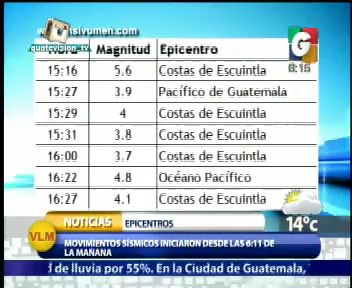 isivumeh.com
guatevision_tv
Magnitud Epicentro
15:16 5.6 Costas de Escuintla
G
6:15
15:27 3.9 Pacífico de Guatemala
15:29 4 Costas de Escuintla
15:31 3.8 Costas de Escuintla
16:00 3.7 Costas de Escuintla
16:22 4.8 Océano Pacífico
16:27 4.1 Costas de Escuintla
NOTICIAS EPICENTROS
14°c
VLM
MOVIMIENTOS SÍSMICOS INICIARON DESDE LAS 6:11 DE
LA MAÑANA
d de lluvia por 55%. En la Ciudad de Guatemala,